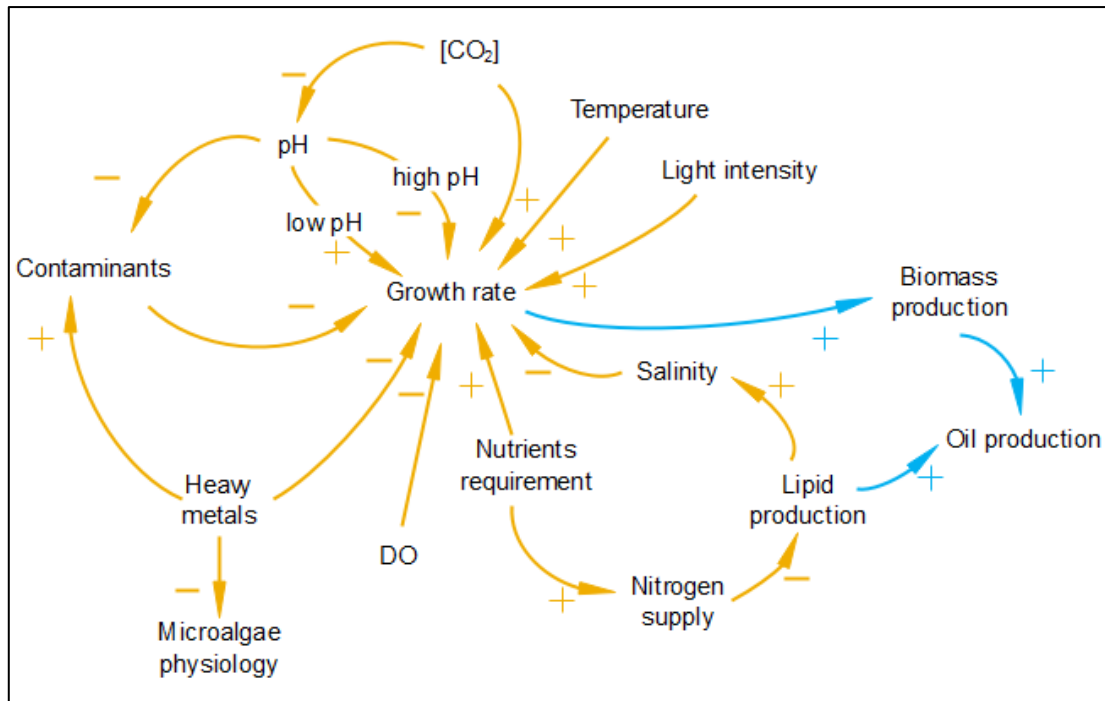 [CO₂]
Temperature
pH
Light intensity
high pH
low pH
Contaminants
Growth rate
Biomass
production
Salinity
Oil production
Nutrients
requirement
Heavy
metals
Lipid
production
DO
Nitrogen
supply
Microalgae
physiology